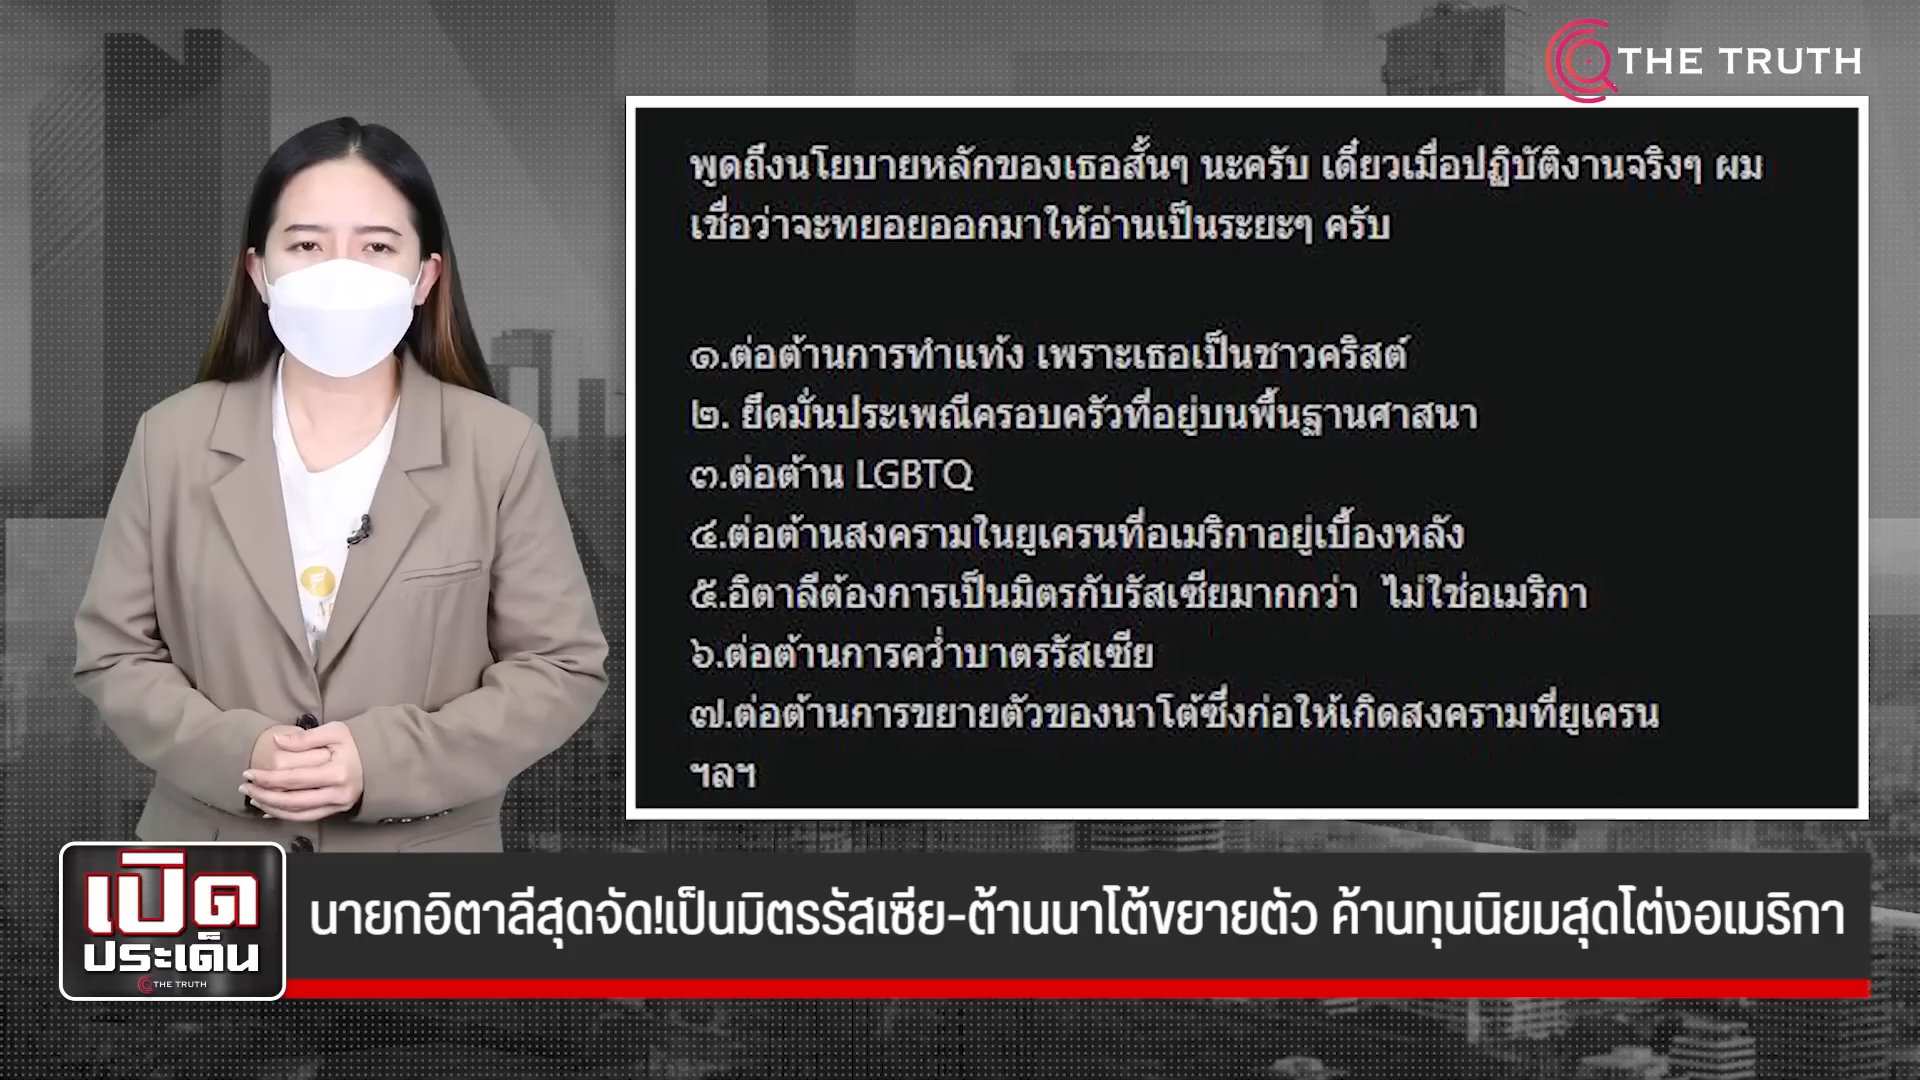 THE TRUTH
พูดถึงนโยบายหลักของเธอสั้นๆ นะครับ เดี๋ยวเมื่อปฏิบัติงานจริงๆ ผม
เชื่อว่าจะทยอยออกมาให้อ่านเป็นระยะๆ ครับ
๑.ต่อต้านการทำแท้ง เพราะเธอเป็นชาวคริสต์
๒. ยึดมั่นประเพณีครอบครัวที่อยู่บนพื้นฐานศาสนา
๓.ต่อต้าน LGBTQ
๔.ต่อต้านสงครามในยูเครนที่อเมริกาอยู่เบื้องหลัง
๕.อิตาลีต้องการเป็นมิตรกับรัสเซียมากกว่า ไม่ใช่อเมริกา
๖.ต่อต้านการคว่ำบาตรรัสเซีย
๗.ต่อต้านการขยายตัวของนาโต้ซึ่งก่อให้เกิดสงครามที่ยูเครน
ฯลฯ
เปิด
ประเด็น
THE TRUTH
นายกอิตาลีสุดจัด!เป็นมิตรรัสเซีย-ต้านนาโต้ขยายตัว ค้านทุนนิยมสุดโต่งอเมริกา